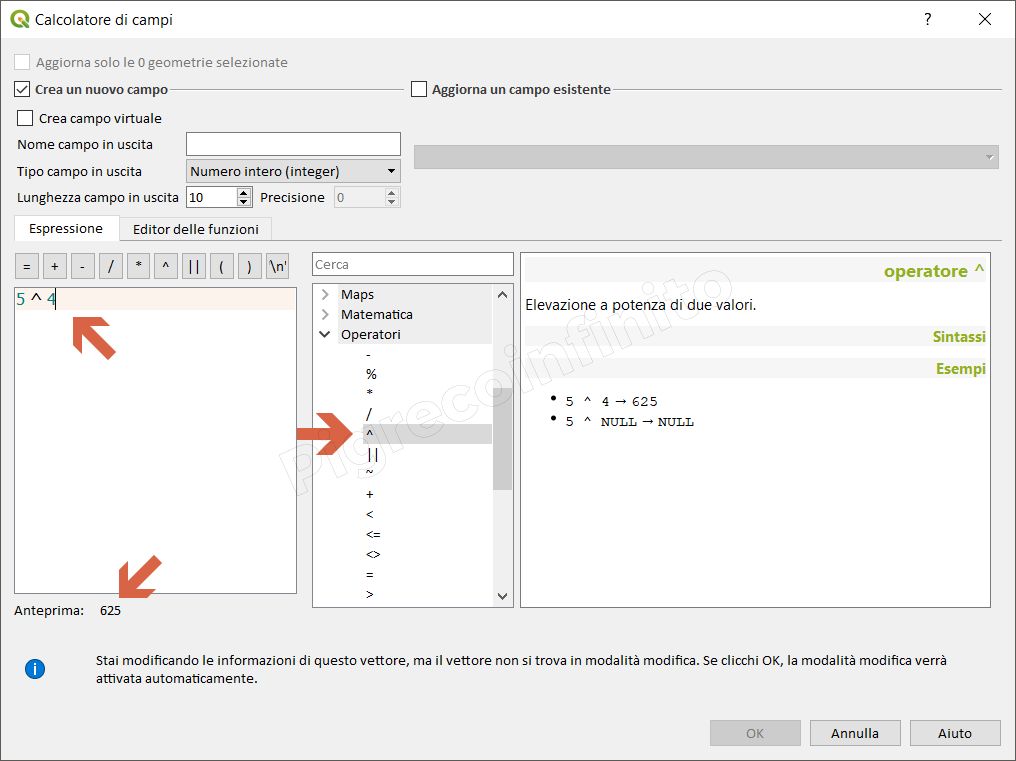 Calcolatore di campi
?
Aggiorna solo le 0 geometrie selezionate
Crea un nuovo campo
Aggiorna un campo esistente
Crea campo virtuale
Nome campo in uscita
Tipo campo in uscita Numero intero (integer)
Lunghezza campo in uscita 10 Precisione 0
Espressione Editor delle funzioni
= + - / * ^ || ( ) \n'
5 ^ 4
Anteprima: 625
Cerca
Maps
Matematica
Operatori
-
%
*
/
^
||
~
+
<
<=
<>
=
>
operatore ^
Elevazione a potenza di due valori.
Sintassi
Esempi
• 5 ^ 4 → 625
• 5 ^ NULL → NULL
Pigrecoinfinito
Stai modificando le informazioni di questo vettore, ma il vettore non si trova in modalità modifica. Se clicchi OK, la modalità modifica verrà
attivata automaticamente.
OK Annulla Aiuto